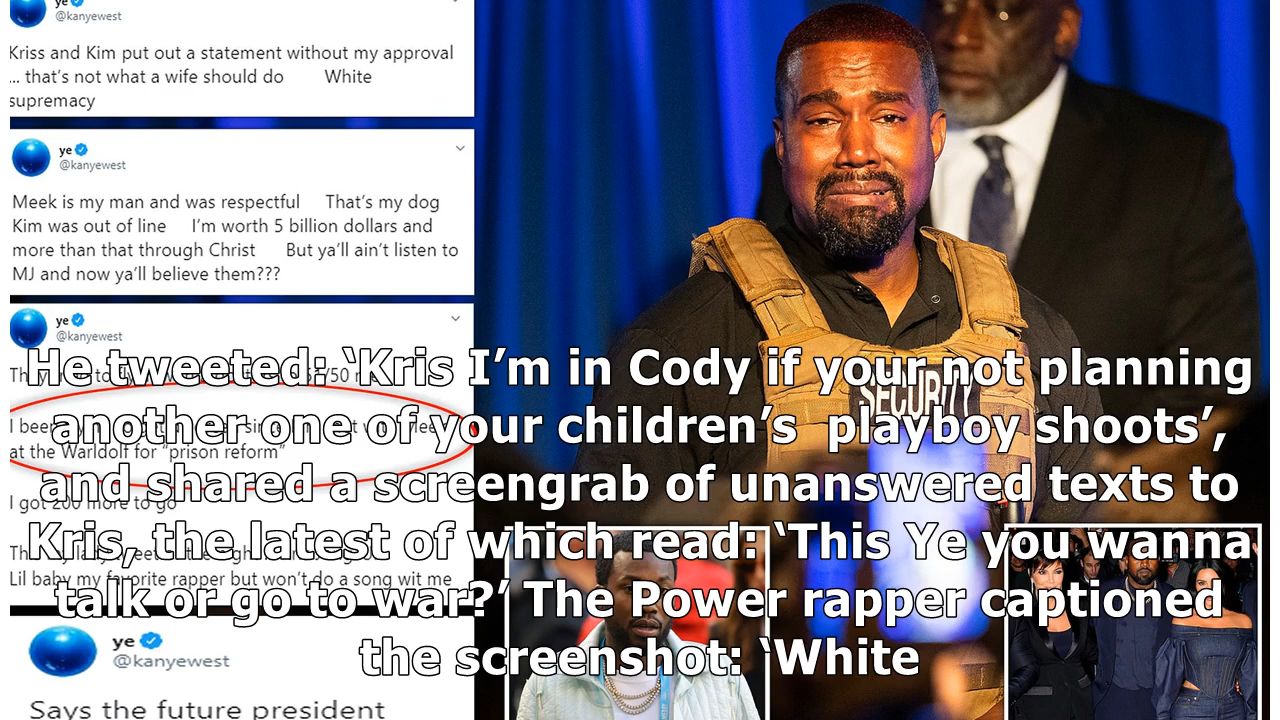 ye
@kanyewest
Kriss and Kim put out a statement without my approval
... that's not what a wife should do White
supremacy
ye
@kanyewest
Meek is my man and was respectful That's my dog
Kim was out of line I'm worth 5 billion dollars and
more than that through Christ But ya'll ain't listen to
MJ and now ya'll believe them???
ye
@kanyewest
/50
I
at the Warldolf for "prison reform"
I got 200 more to go
Lil baby my favorite rapper but won't do a song wit me
ye
@kanyewest
Says the future president
SECURITY
He tweeted: ‘Kris I’m in Cody if your not planning
another one of your children’s playboy shoots’,
and shared a screengrab of unanswered texts to
Kris, the latest of which read: ‘This Ye you wanna
talk or go to war?’ The Power rapper captioned
the screenshot: ‘White